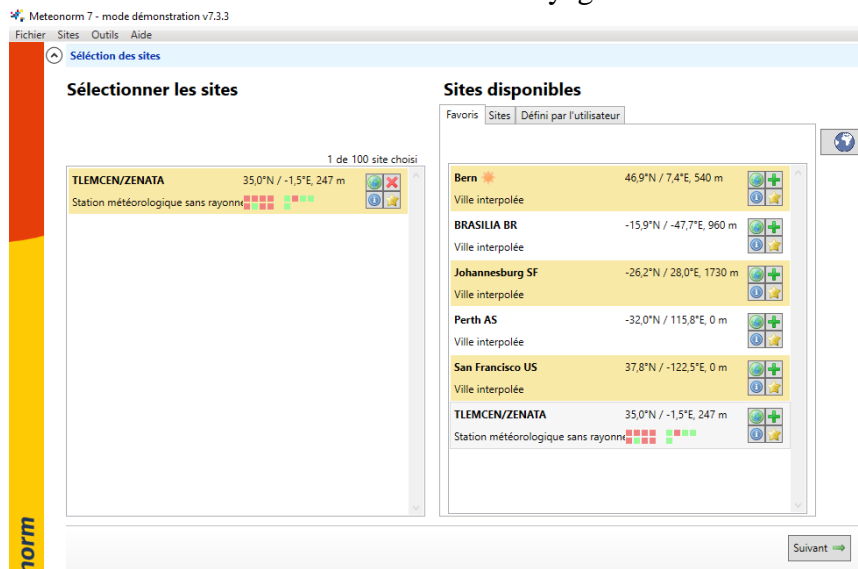 Meteonorm 7 - mode démonstration v7.3.3
Fichier Sites Outils Aide
Séléction des sites
Sélectionner les sites
1 de 100 site choisi
TLEMCEN/ZENATA 35,0°N / -1,5°E, 247 m
Station météorologique sans rayonne
Sites disponibles
Favoris Sites Défini par l'utilisateur
Bern 46,9°N / 7,4°E, 540 m
Ville interpolée
BRASILIA BR -15,9°N / -47,7°E, 960 m
Ville interpolée
Johannesburg SF -26,2°N / 28,0°E, 1730 m
Ville interpolée
Perth AS -32,0°N / 115,8°E, 0 m
Ville interpolée
San Francisco US 37,8°N / -122,5°E, 0 m
Ville interpolée
TLEMCEN/ZENATA 35,0°N / -1,5°E, 247 m
Station météorologique sans rayonne
Suivant
norm